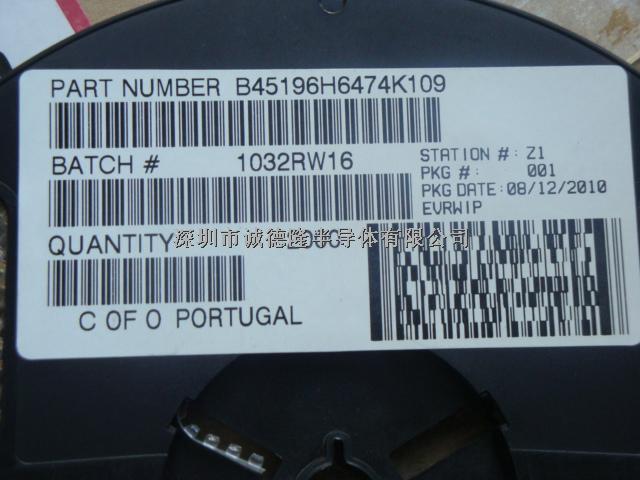 PART NUMBER B45196H6474K109
BATCH # 1032RW16
STATION #: Z1
PKG #: 001
PKG DATE: 08/12/2010
EVRWIP
QUANTITY
深圳市诚德隆半导体有限公司
C OF O PORTUGAL